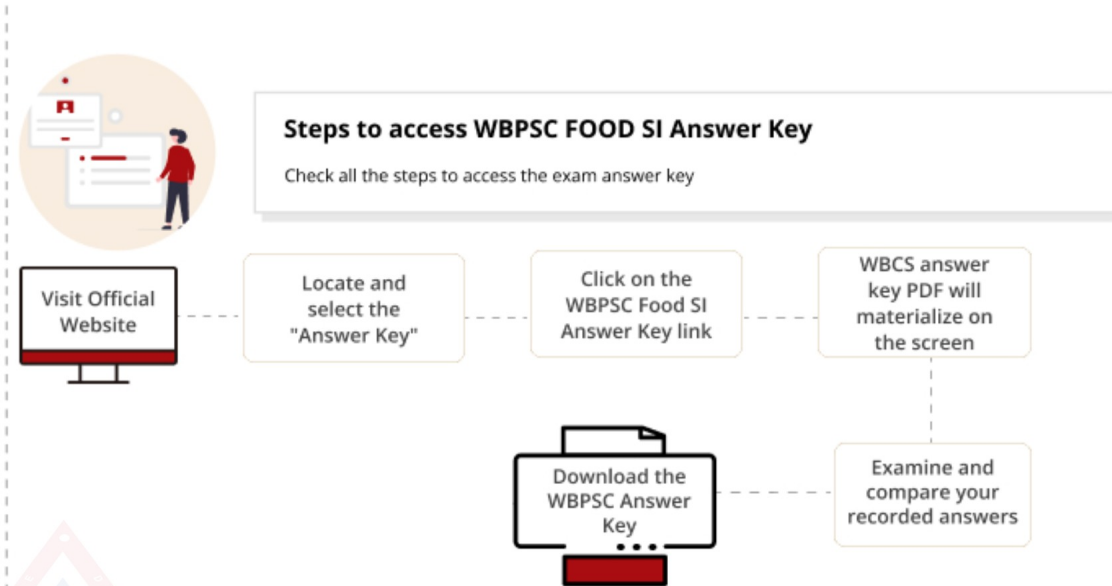 Steps to access WBPSC FOOD SI Answer Key
Check all the steps to access the exam answer key
Visit Official
Website
Locate and
select the
"Answer Key"
Click on the
WBPSC Food SI
Answer Key link
WBCS answer
key PDF will
materialize on
the screen
Examine and
compare your
recorded answers
Download the
WBPSC Answer
Key